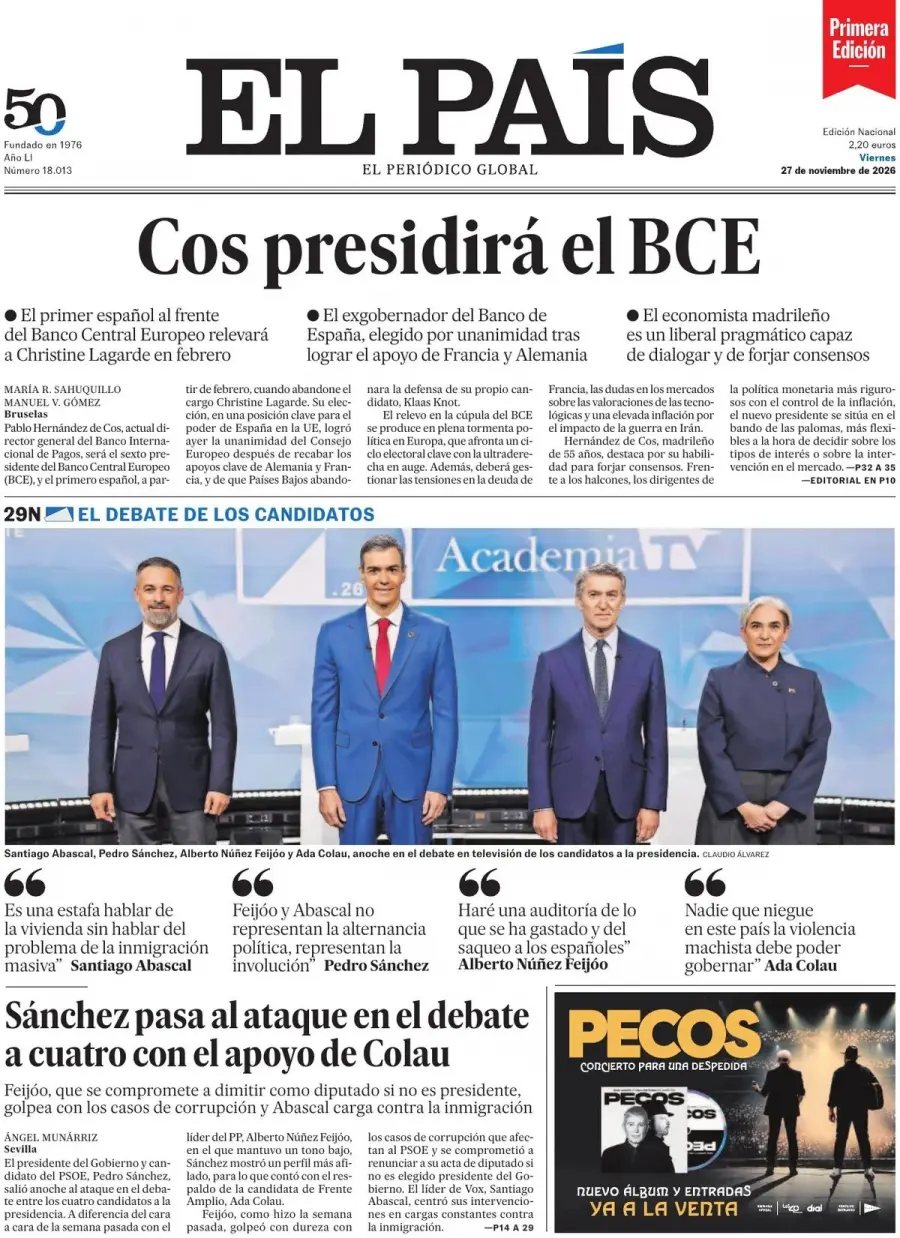 Primera
Edición
EL PAÍS
EL PERIÓDICO GLOBAL
50
Fundado en 1976
Año LI
Número 18.013
Edición Nacional
2,20 euros
Viernes
27 de noviembre de 2026
Cos presidirá el BCE
● El primer español al frente
del Banco Central Europeo relevará
a Christine Lagarde en febrero
● El exgobernador del Banco de
España, elegido por unanimidad tras
lograr el apoyo de Francia y Alemania
● El economista madrileño
es un liberal pragmático capaz
de dialogar y de forjar consensos
MARÍA R. SAHUQUILLO
MANUEL V. GÓMEZ
Bruselas
Pablo Hernández de Cos, actual di-
rector general del Banco Interna-
cional de Pagos, será el sexto pre-
sidente del Banco Central Europeo
(BCE), y el primero español, a par-
tir de febrero, cuando abandone el
cargo Christine Lagarde. Su elec-
ción, en una posición clave para el
poder de España en la UE, logró
ayer la unanimidad del Consejo
Europeo después de recabar los
apoyos clave de Alemania y Fran-
cia, y de que Países Bajos abando-
nara la defensa de su propio can-
didato, Klaas Knot.
El relevo en la cúpula del BCE
se produce en plena tormenta po-
lítica en Europa, que afronta un ci-
clo electoral clave con la ultradere-
cha en auge. Además, deberá ges-
tionar las tensiones en la deuda de
Francia, las dudas en los mercados
sobre las valoraciones de las tecno-
lógicas y una elevada inflación por
el impacto de la guerra en Irán.
Hernández de Cos, madrileño
de 55 años, destaca por su habili-
dad para forjar consensos. Fren-
te a los halcones, los dirigentes de
la política monetaria más riguro-
sos con el control de la inflación,
el nuevo presidente se sitúa en el
bando de las palomas, más flexi-
bles a la hora de decidir sobre los
tipos de interés o sobre la inter-
vención en el mercado. —P32 A 35
—EDITORIAL EN P10
29N EL DEBATE DE LOS CANDIDATOS
.26
Academia TV
Santiago Abascal, Pedro Sánchez, Alberto Núñez Feijóo y Ada Colau, anoche en el debate en televisión de los candidatos a la presidencia. CLAUDIO ÁLVAREZ
“
Es una estafa hablar de
la vivienda sin hablar del
problema de la inmigración
masiva” Santiago Abascal
“
Feijóo y Abascal no
representan la alternancia
política, representan la
involución” Pedro Sánchez
“
Haré una auditoría de lo
que se ha gastado y del
saqueo a los españoles”
Alberto Núñez Feijóo
“
Nadie que niegue
en este país la violencia
machista debe poder
gobernar” Ada Colau
Sánchez pasa al ataque en el debate
a cuatro con el apoyo de Colau
Feijóo, que se compromete a dimitir como diputado si no es presidente,
golpea con los casos de corrupción y Abascal carga contra la inmigración
ÁNGEL MUNÁRRIZ
Sevilla
El presidente del Gobierno y can-
didato del PSOE, Pedro Sánchez,
salió anoche al ataque en el deba-
te entre los cuatro candidatos a la
presidencia. A diferencia del cara
a cara de la semana pasada con el
líder del PP, Alberto Núñez Feijóo,
en el que mantuvo un tono bajo,
Sánchez mostró un perfil más afi-
lado, para lo que contó con el res-
paldo de la candidata de Frente
Amplio, Ada Colau.
Feijóo, como hizo la semana
pasada, golpeó con dureza con
los casos de corrupción que afec-
tan al PSOE y se comprometió a
renunciar a su acta de diputado si
no es elegido presidente del Go-
bierno. El líder de Vox, Santiago
Abascal, centró sus intervencio-
nes en cargas constantes contra
la inmigración. —P14 A 29
PECOS
CONCIERTO PARA UNA DESPEDIDA
PECOS
PECOS
NUEVO ÁLBUM Y ENTRADAS
YA A LA VENTA
dial